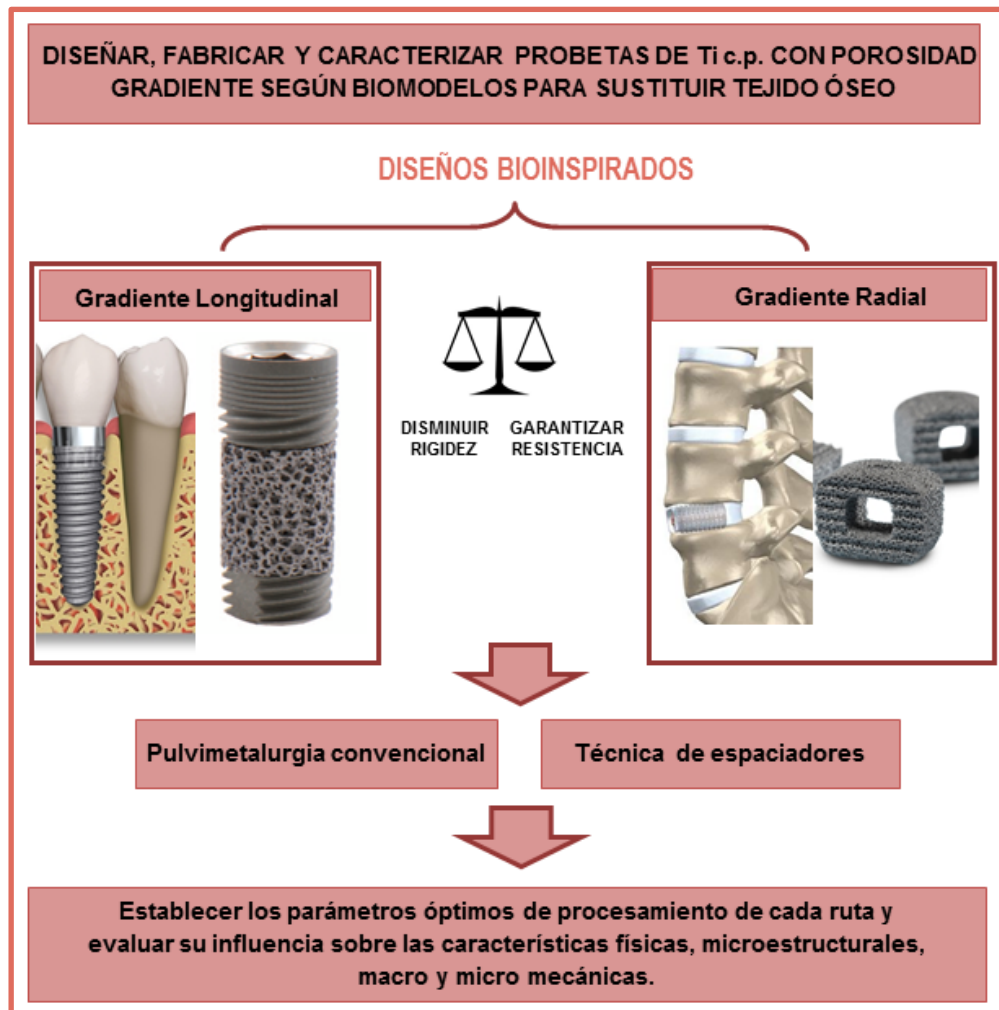 DISEÑAR, FABRICAR Y CARACTERIZAR PROBETAS DE Ti c.p. CON POROSIDAD
GRADIENTE SEGÚN BIOMODELOS PARA SUSTITUIR TEJIDO ÓSEO
DISEÑOS BIOINSPIRADOS
Gradiente Longitudinal
Gradiente Radial
DISMINUIR
RIGIDEZ
GARANTIZAR
RESISTENCIA
Pulvimetalurgia convencional
Técnica de espaciadores
Establecer los parámetros óptimos de procesamiento de cada ruta y
evaluar su influencia sobre las características físicas, microestructurales,
macro y micro mecánicas.